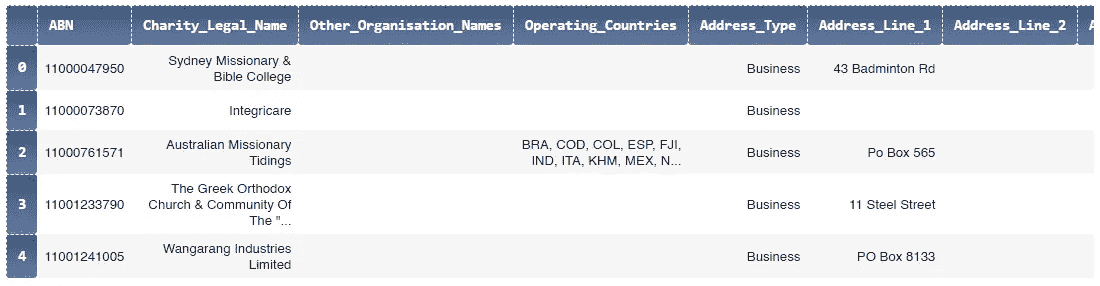 ABN Charity_Legal_Name Other_Organisation_Names Operating_Countries Address_Type Address_Line_1 Address_Line_2 A
0 11000047950 Sydney Missionary & Bible College Business 43 Badminton Rd
1 11000073870 Integricare Business
2 11000761571 Australian Missionary Tidings BRA, COD, COL, ESP, FJI, IND, ITA, KHM, MEX, N... Business Po Box 565
3 11001233790 The Greek Orthodox Church & Community Of The "... Business 11 Steel Street
4 11001241005 Wangarang Industries Limited Business PO Box 8133